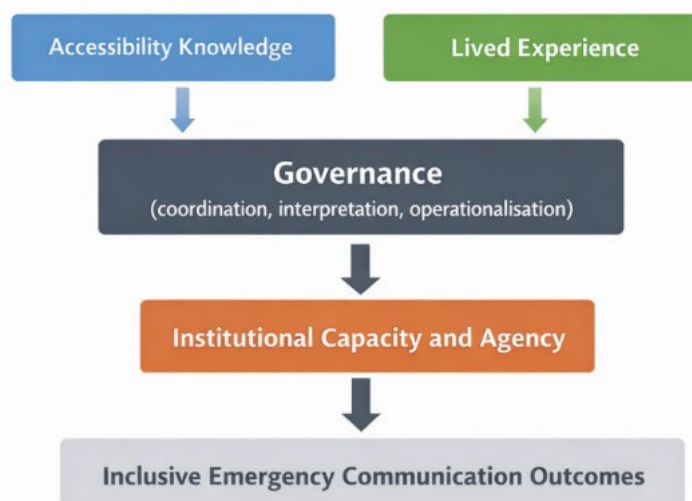 Accessibility Knowledge
Lived Experience
Governance
(coordination, interpretation, operationalisation)
Institutional Capacity and Agency
Inclusive Emergency Communication Outcomes